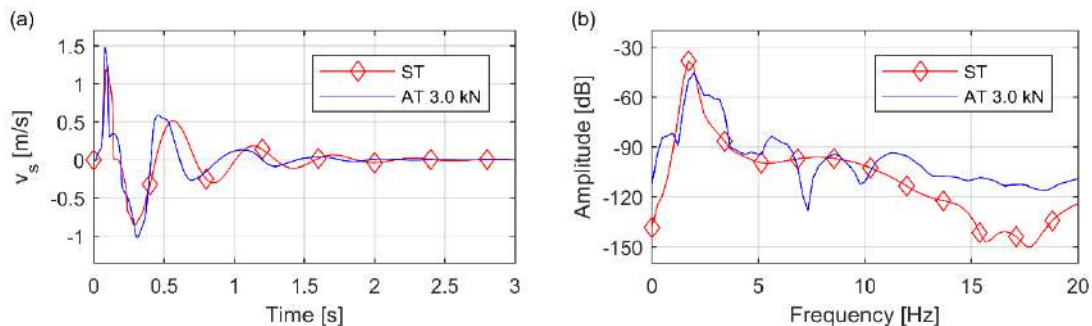 (a)
1.5
1
0.5
0
-0.5
-1
v_s [m/s]
0 0.5 1 1.5 2 2.5 3
Time [s]
ST
AT 3.0 kN
(b)
-30
-60
-90
-120
-150
Amplitude [dB]
0 5 10 15 20
Frequency [Hz]
ST
AT 3.0 kN